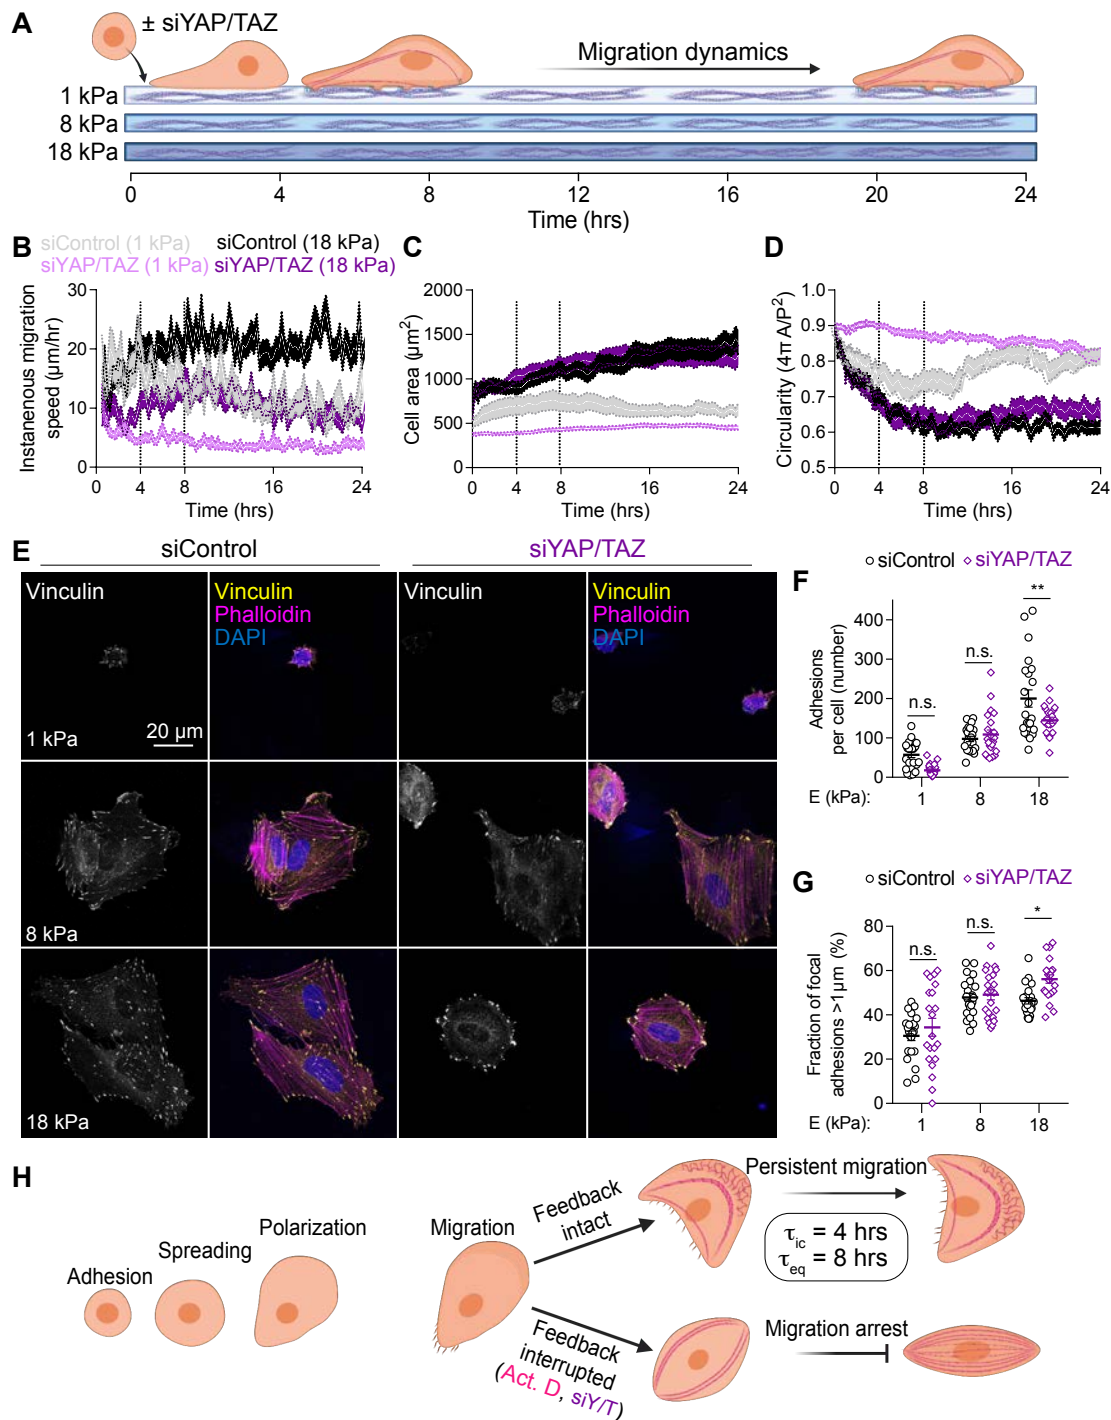 A
± siYAP/TAZ
Migration dynamics
1 kPa
8 kPa
18 kPa
0 4 8 12 16 20 24
Time (hrs)
B
siControl (1 kPa) siControl (18 kPa)
siYAP/TAZ (1 kPa) siYAP/TAZ (18 kPa)
Instanenous migration
speed (µm/hr)
30
20
10
0
0 4 8 16 24
Time (hrs)
C
Cell area (µm²)
2000
1500
1000
500
0
0 4 8 16 24
Time (hrs)
D
Circularity (4π A/P²)
1.0
0.9
0.8
0.7
0.6
0.5
0 4 8 16 24
Time (hrs)
E
siControl siYAP/TAZ
Vinculin Vinculin Vinculin Vinculin
Phalloidin Phalloidin
DAPI DAPI
20 µm
1 kPa
8 kPa
18 kPa
F
siControl siYAP/TAZ
Adhesions
per cell (number)
400
300
200
100
0
n.s. n.s. **
E (kPa): 1 8 18
G
siControl siYAP/TAZ
Fraction of focal
adhesions >1µm (%)
80
60
40
20
0
n.s. n.s. *
E (kPa): 1 8 18
H
Adhesion
Spreading
Polarization
Migration
Feedback
intact
Persistent migration
τic = 4 hrs
τeq = 8 hrs
Feedback
interrupted
(Act. D, siY/T)
Migration arrest